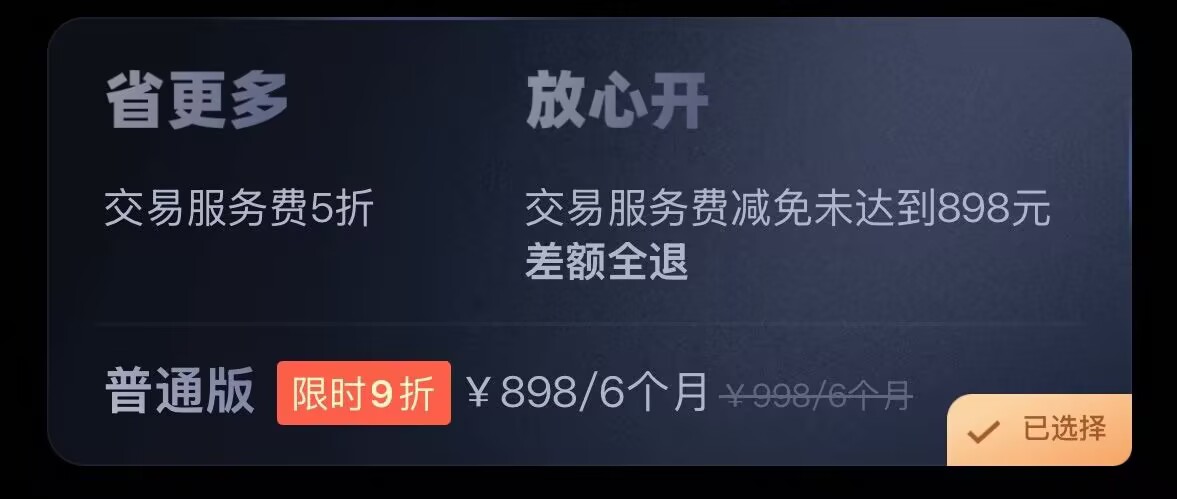 省更多
放心开
交易服务费5折
交易服务费减免未达到898元
差额全退
普通版 限时9折 ¥898/6个月 ¥998/6个月
已选择